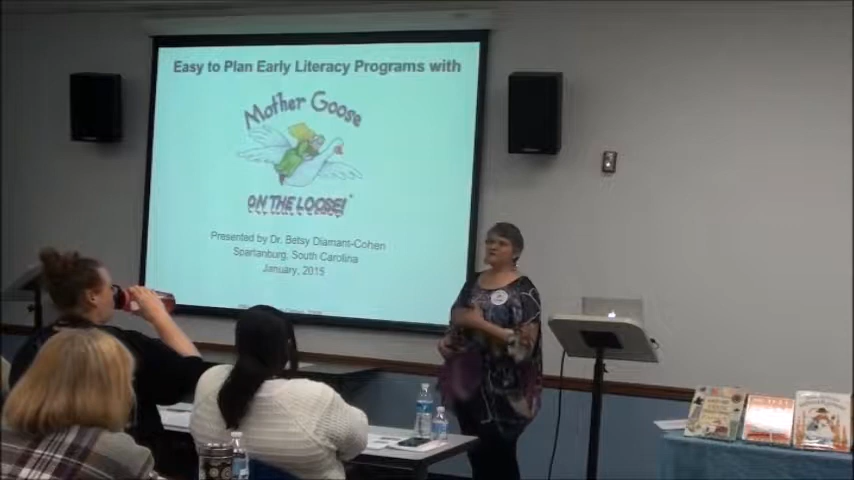 Easy to Plan Early Literacy Programs with
Mother Goose
ON THE LOOSE!®
Presented by Dr. Betsy Diamant-Cohen
Spartanburg, South Carolina
January, 2015